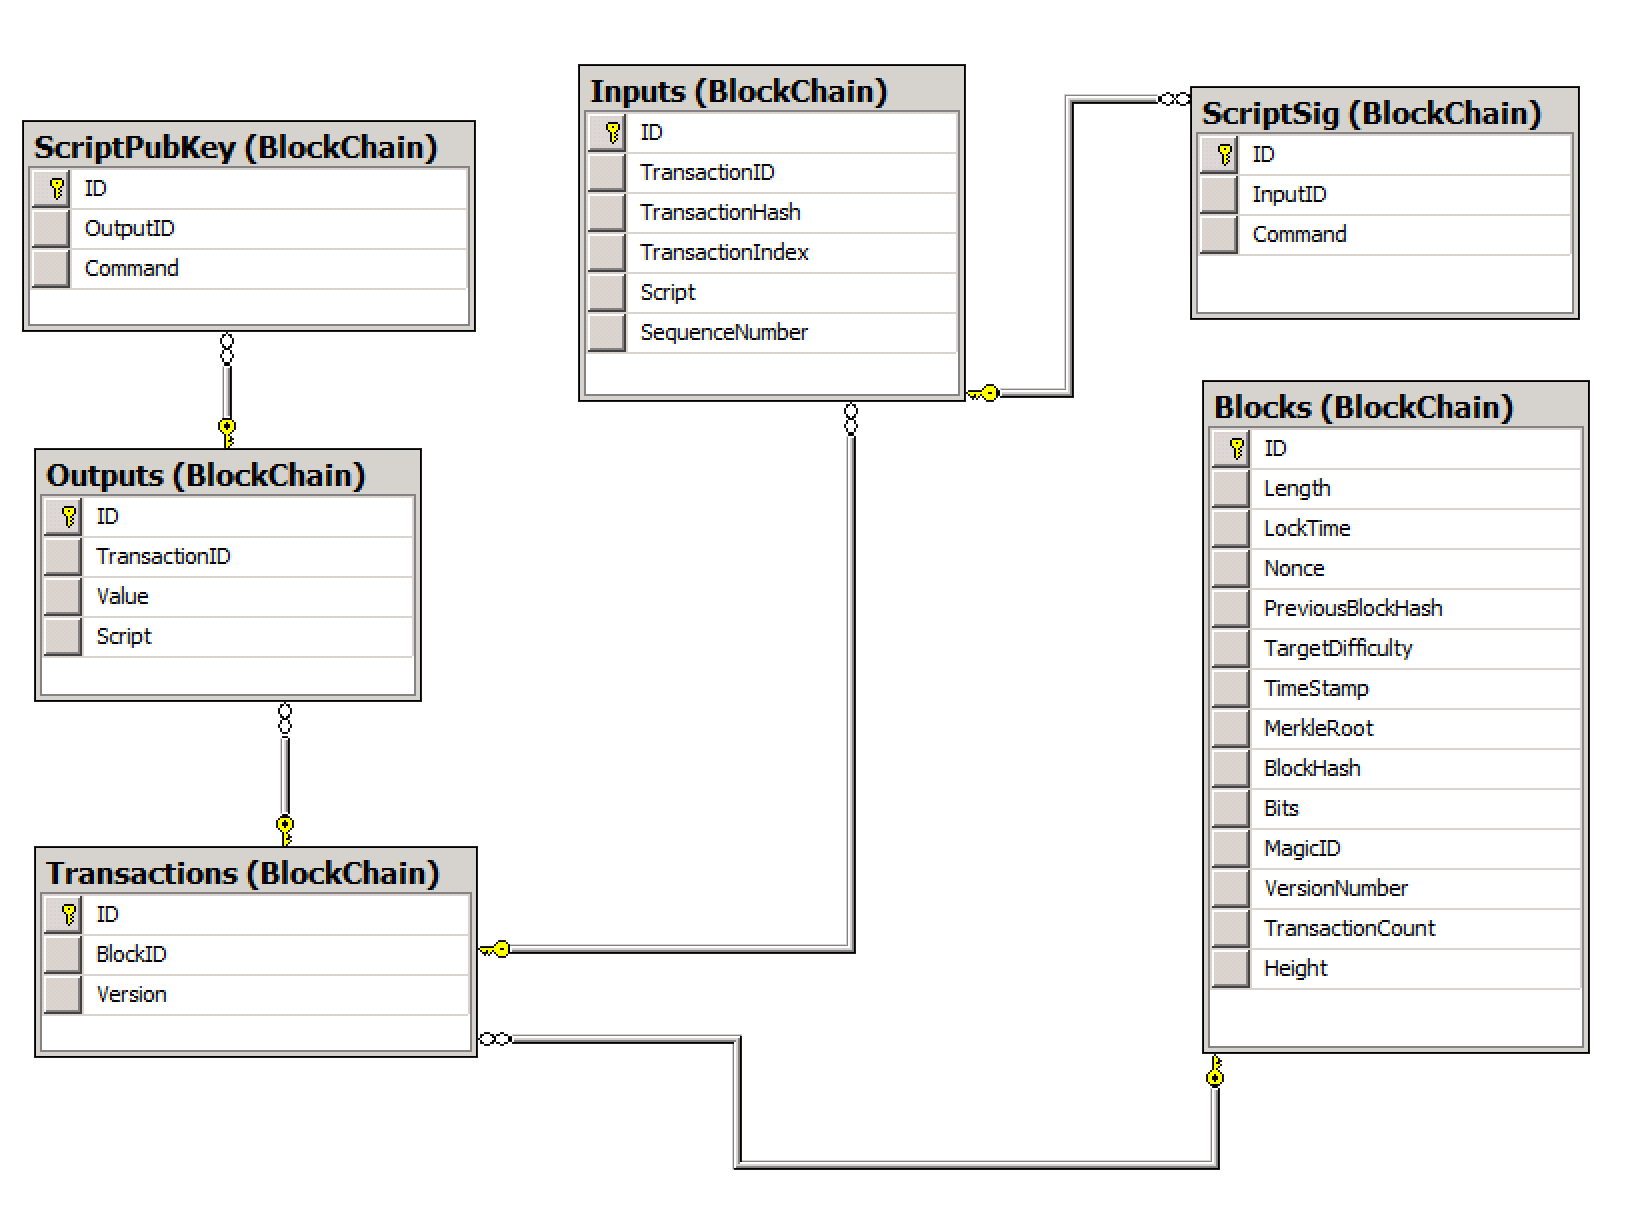 ScriptPubKey (BlockChain)
ID
OutputID
Command
Outputs (BlockChain)
ID
TransactionID
Value
Script
Transactions (BlockChain)
ID
BlockID
Version
Inputs (BlockChain)
ID
TransactionID
TransactionHash
TransactionIndex
Script
SequenceNumber
ScriptSig (BlockChain)
ID
InputID
Command
Blocks (BlockChain)
ID
Length
LockTime
Nonce
PreviousBlockHash
TargetDifficulty
TimeStamp
MerkleRoot
BlockHash
Bits
MagicID
VersionNumber
TransactionCount
Height